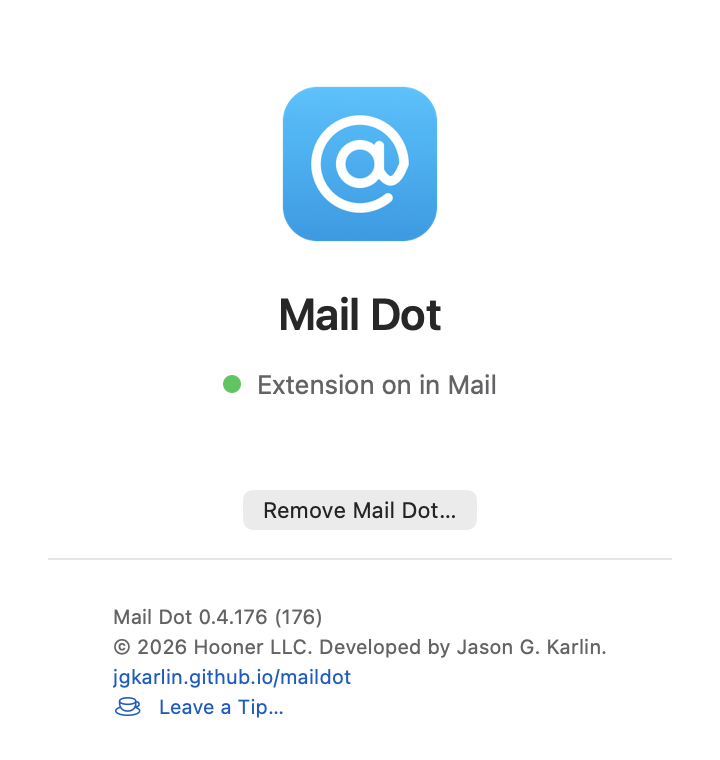 Mail Dot
Extension on in Mail
Remove Mail Dot...
Mail Dot 0.4.176 (176)
© 2026 Hooner LLC. Developed by Jason G. Karlin.
jgkarlin.github.io/maildot
Leave a Tip...